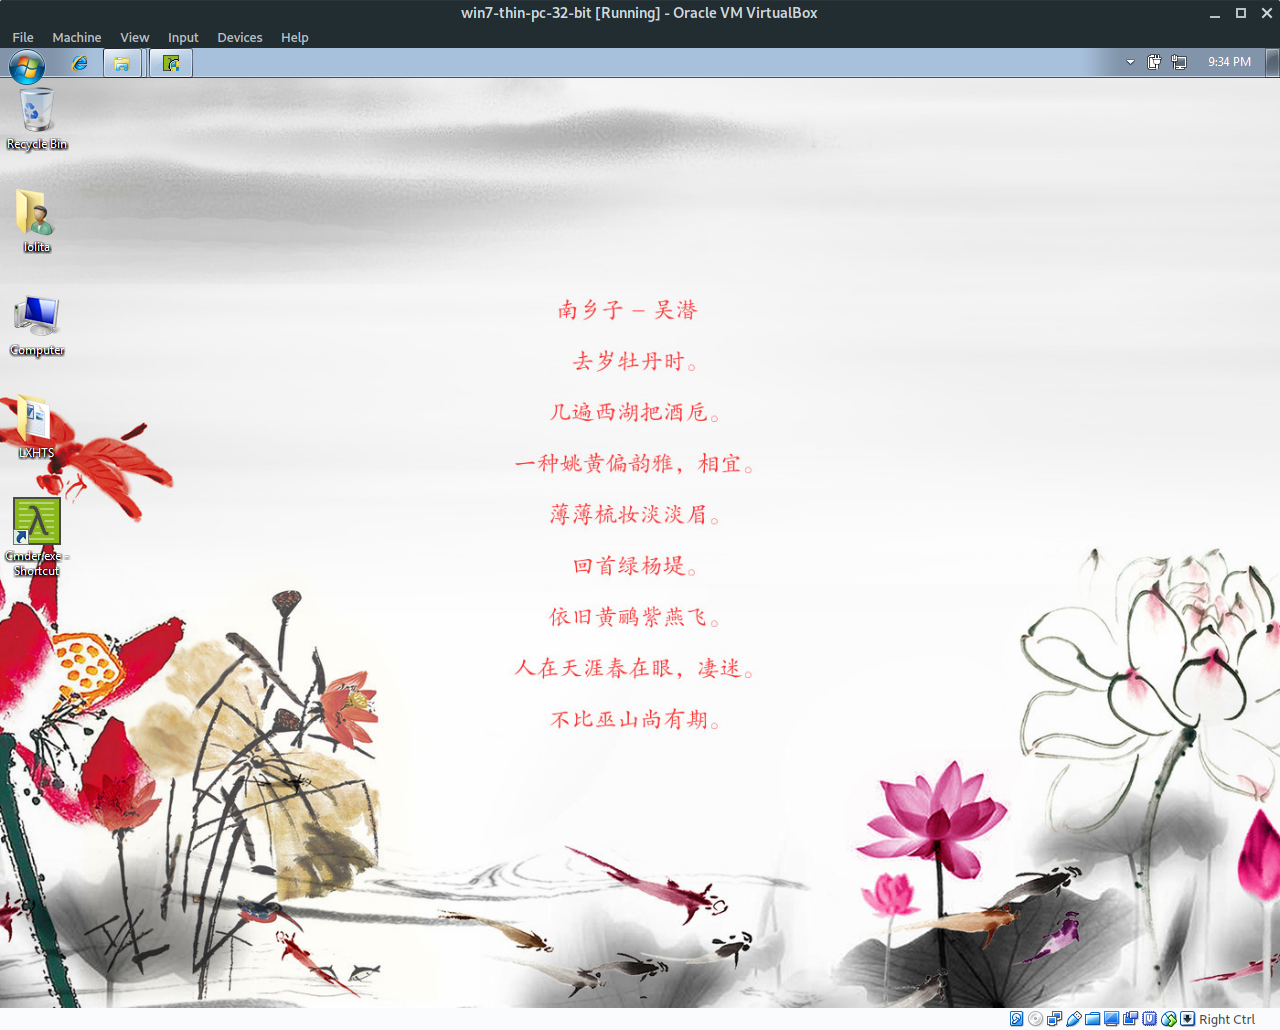 win7-thin-pc-32-bit [Running] - Oracle VM VirtualBox
File Machine View Input Devices Help
9:34 PM
Recycle Bin
lolita
Computer
LXHTS
Cmder.exe -
Shortcut
南乡子 – 吴潜
去岁牡丹时。
几遍西湖把酒卮。
一种姚黄偏韵雅，相宜。
薄薄梳妆淡淡眉。
回首绿杨堤。
依旧黄鹂紫燕飞。
人在天涯春在眼，凄迷。
不比巫山尚有期。
Right Ctrl